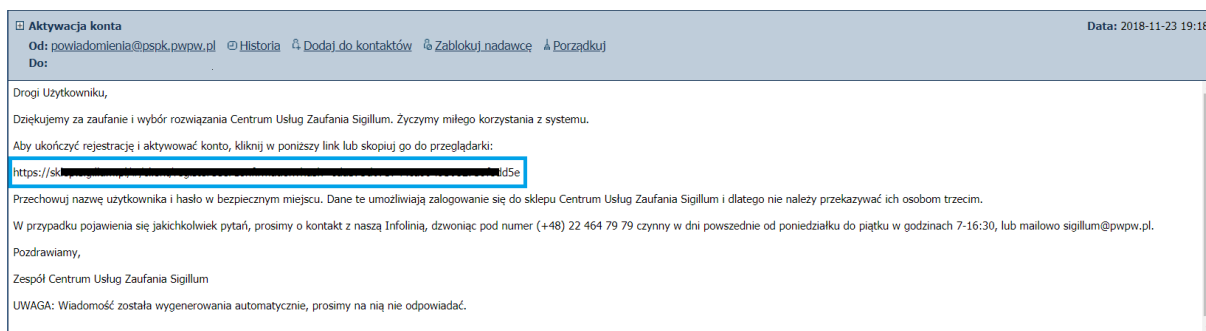 Aktywacja konta
Data: 2018-11-23 19:18
Od: powiadomienia@pspk.pwpw.pl Historia Dodaj do kontaktów Zablokuj nadawcę Porządkuj
Do:
Drogi Użytkowniku,
Dziękujemy za zaufanie i wybór rozwiązania Centrum Usług Zaufania Sigillum. Życzymy miłego korzystania z systemu.
Aby ukończyć rejestrację i aktywować konto, kliknij w poniższy link lub skopiuj go do przeglądarki:
https://sk dd5e
Przechowuj nazwę użytkownika i hasło w bezpiecznym miejscu. Dane te umożliwiają zalogowanie się do sklepu Centrum Usług Zaufania Sigillum i dlatego nie należy przekazywać ich osobom trzecim.
W przypadku pojawienia się jakichkolwiek pytań, prosimy o kontakt z naszą Infolinią, dzwoniąc pod numer (+48) 22 464 79 79 czynny w dni powszednie od poniedziałku do piątku w godzinach 7-16:30, lub mailowo sigillum@pwpw.pl.
Pozdrawiamy,
Zespół Centrum Usług Zaufania Sigillum
UWAGA: Wiadomość została wygenerowania automatycznie, prosimy na nią nie odpowiadać.